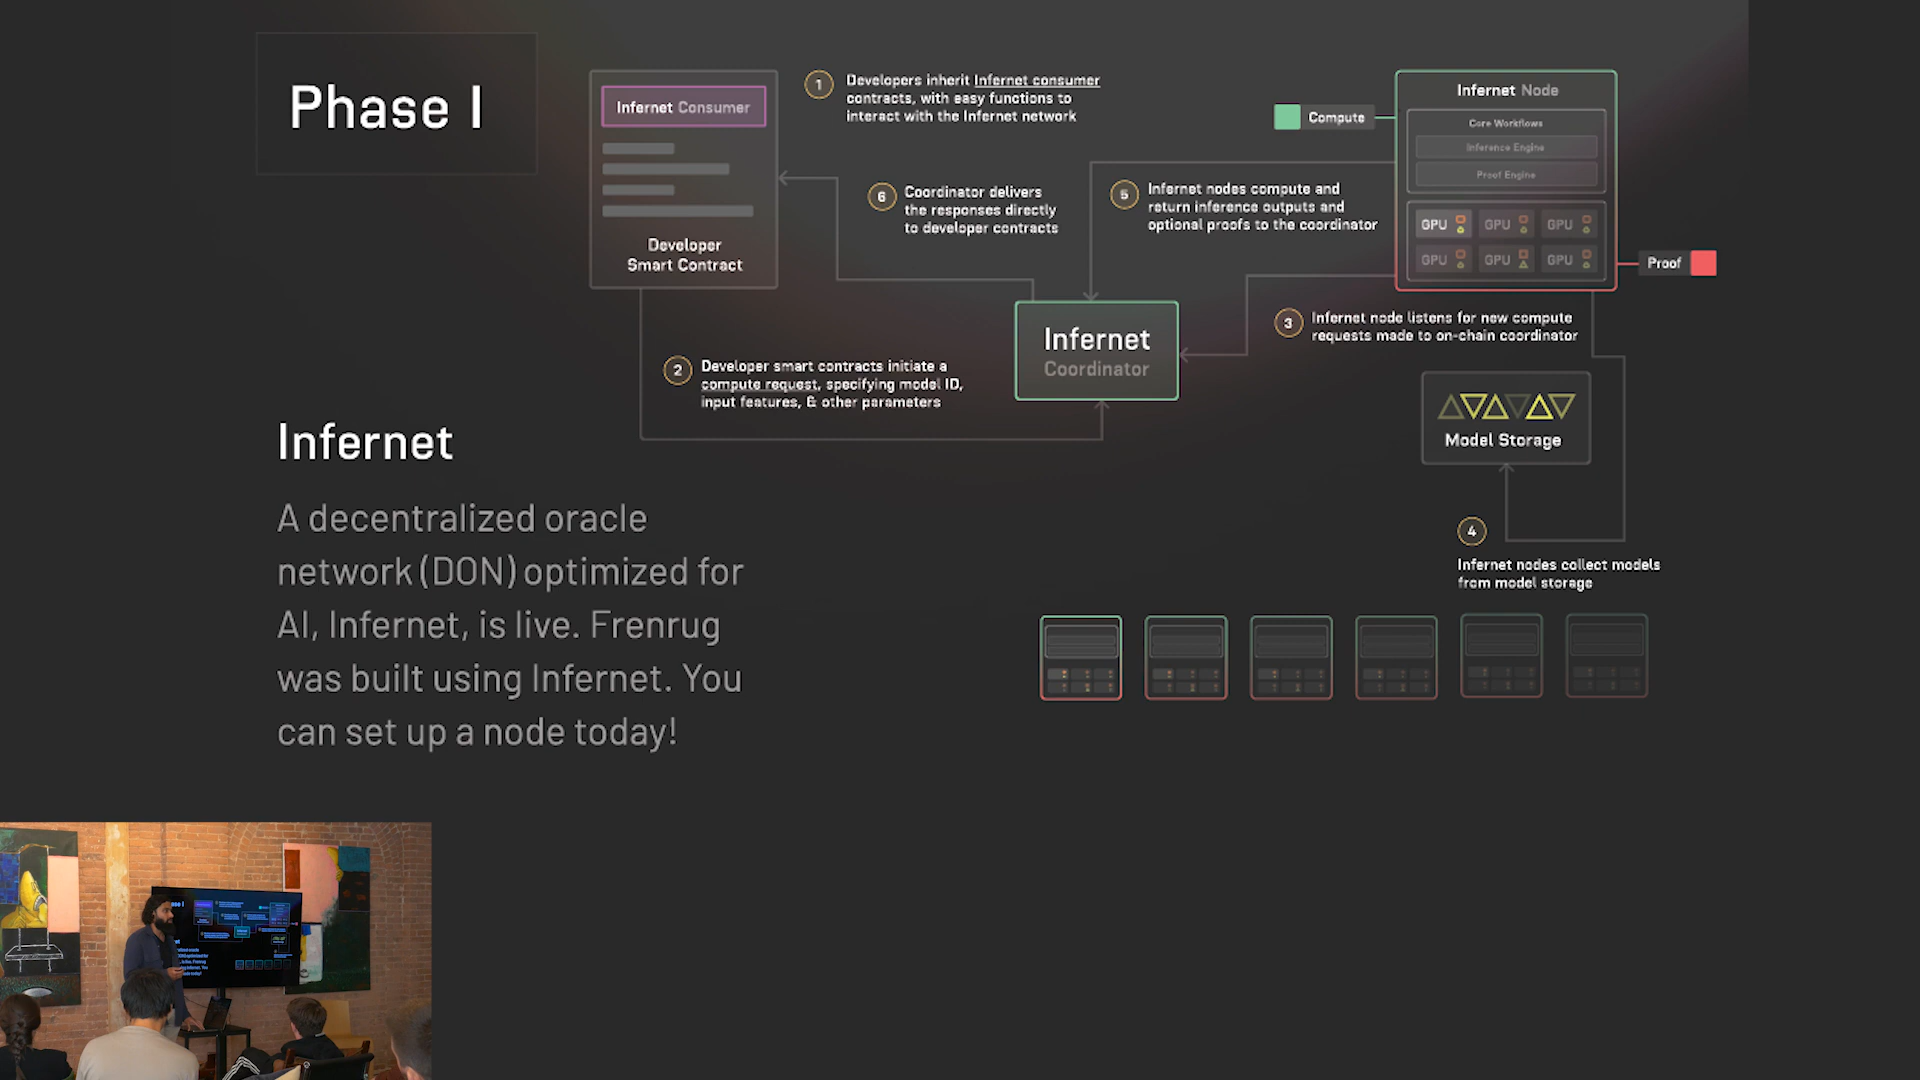 Phase I
Infernet Consumer
Developer
Smart Contract
1
Developers inherit Infernet consumer
contracts, with easy functions to
interact with the Infernet network
6
Coordinator delivers
the responses directly
to developer contracts
5
Infernet nodes compute and
return inference outputs and
optional proofs to the coordinator
Compute
Infernet Node
Core Workflows
Inference Engine
Proof Engine
GPU GPU GPU
GPU GPU GPU
Proof
Infernet
Coordinator
3
Infernet node listens for new compute
requests made to on-chain coordinator
2
Developer smart contracts initiate a
compute request, specifying model ID,
input features, & other parameters
Model Storage
4
Infernet nodes collect models
from model storage
Infernet
A decentralized oracle
network (DON) optimized for
AI, Infernet, is live. Frenrug
was built using Infernet. You
can set up a node today!